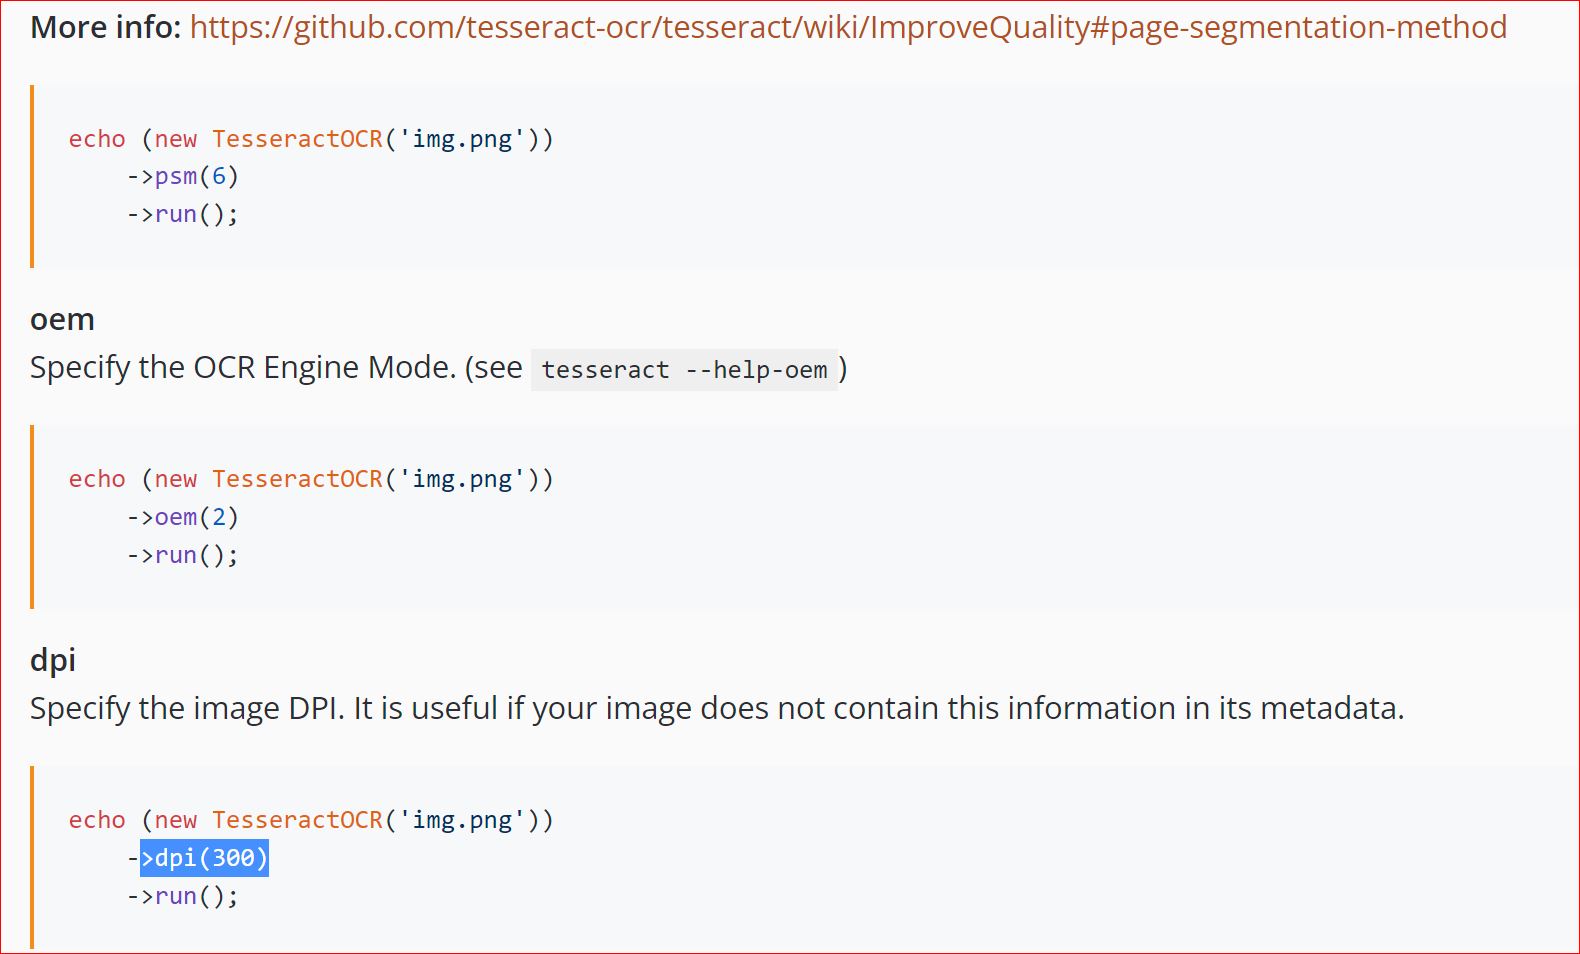 More info: https://github.com/tesseract-ocr/tesseract/wiki/ImproveQuality#page-segmentation-method
echo (new TesseractOCR('img.png'))
    ->psm(6)
    ->run();
oem
Specify the OCR Engine Mode. (see tesseract --help-oem)
echo (new TesseractOCR('img.png'))
    ->oem(2)
    ->run();
dpi
Specify the image DPI. It is useful if your image does not contain this information in its metadata.
echo (new TesseractOCR('img.png'))
    ->dpi(300)
    ->run();